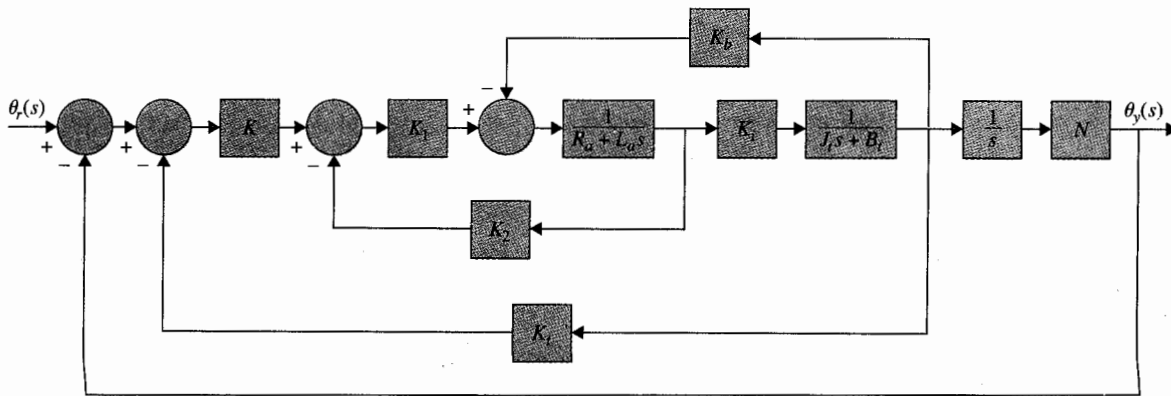 K_b
θ_r(s)
+
−
+
−
K
+
−
K_1
+
−
1
R_a + L_a s
K_i
1
J_t s + B_t
1
s
N
θ_y(s)
K_2
K_t